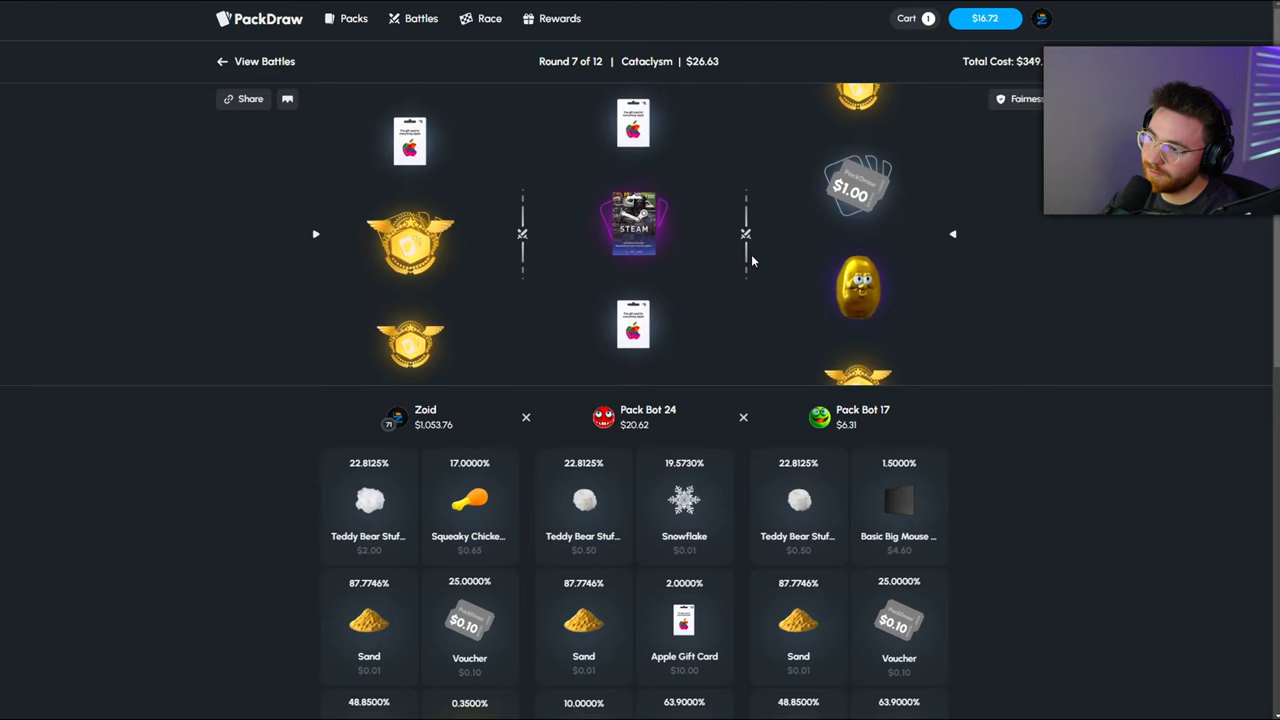 PackDraw
Packs
Battles
Race
Rewards
Cart 1
$16.72
View Battles
Round 7 of 12 | Cataclysm | $26.63
Total Cost: $349.
Share
Fairness
PackDraw
$1.00
STEAM
71
Zoid
$1,053.76
Pack Bot 24
$20.62
Pack Bot 17
$6.31
22.8125%
17.0000%
22.8125%
19.5730%
22.8125%
1.5000%
Teddy Bear Stuf...
Squeaky Chicke...
Teddy Bear Stuf...
Snowflake
Teddy Bear Stuf...
Basic Big Mouse ...
$2.00
$0.65
$0.50
$0.01
$0.50
$4.60
87.7746%
25.0000%
87.7746%
2.0000%
87.7746%
25.0000%
$0.10
$0.10
Sand
Voucher
Sand
Apple Gift Card
Sand
Voucher
$0.01
$0.10
$0.01
$10.00
$0.01
$0.10
48.8500%
0.3500%
10.0000%
63.9000%
48.8500%
63.9000%